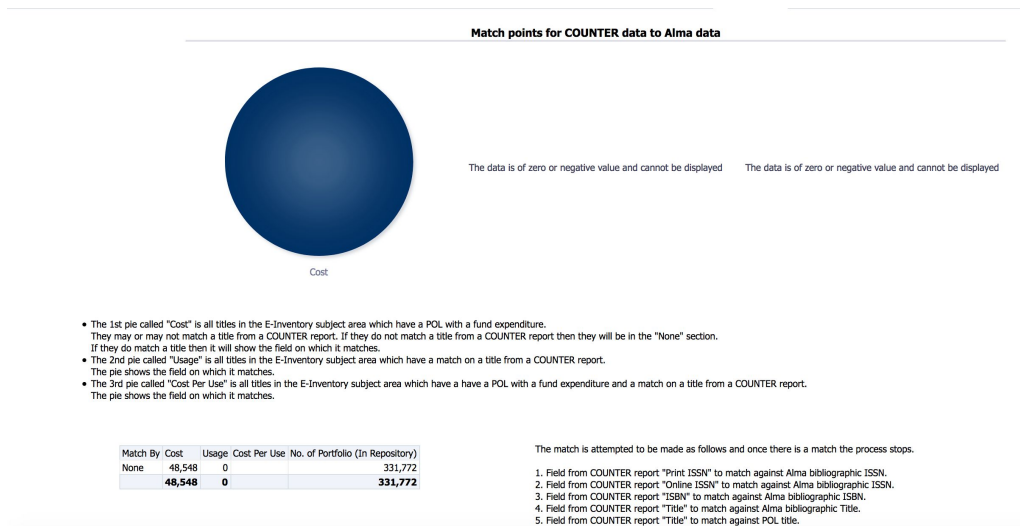 Match points for COUNTER data to Alma data
The data is of zero or negative value and cannot be displayed
The data is of zero or negative value and cannot be displayed
Cost
• The 1st pie called "Cost" is all titles in the E-Inventory subject area which have a POL with a fund expenditure.
They may or may not match a title from a COUNTER report. If they do not match a title from a COUNTER report then they will be in the "None" section.
If they do match a title then it will show the field on which it matches.
• The 2nd pie called "Usage" is all titles in the E-Inventory subject area which have a match on a title from a COUNTER report.
The pie shows the field on which it matches.
• The 3rd pie called "Cost Per Use" is all titles in the E-Inventory subject area which have a have a POL with a fund expenditure and a match on a title from a COUNTER report.
The pie shows the field on which it matches.
Match By Cost Usage Cost Per Use No. of Portfolio (In Repository)
None 48,548 0 331,772
48,548 0 331,772
The match is attempted to be made as follows and once there is a match the process stops.
1. Field from COUNTER report "Print ISSN" to match against Alma bibliographic ISSN.
2. Field from COUNTER report "Online ISSN" to match against Alma bibliographic ISSN.
3. Field from COUNTER report "ISBN" to match against Alma bibliographic ISBN.
4. Field from COUNTER report "Title" to match against Alma bibliographic Title.
5. Field from COUNTER report "Title" to match against POL title.